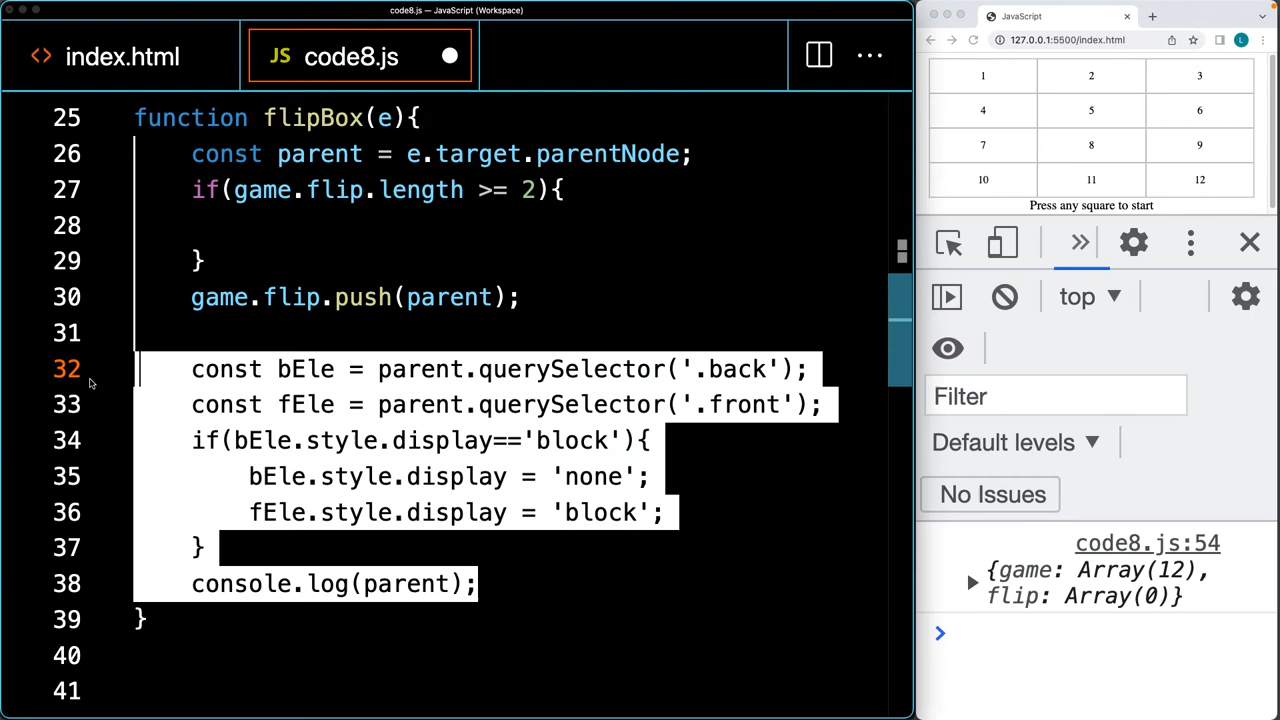 code8.js — JavaScript (Workspace)
<> index.html
JS code8.js
25 function flipBox(e){
26 const parent = e.target.parentNode;
27 if(game.flip.length >= 2){
28
29 }
30 game.flip.push(parent);
31
32 const bEle = parent.querySelector('.back');
33 const fEle = parent.querySelector('.front');
34 if(bEle.style.display=='block'){
35 bEle.style.display = 'none';
36 fEle.style.display = 'block';
37 }
38 console.log(parent);
39 }
40
41
JavaScript
127.0.0.1:5500/index.html
L
1 2 3
4 5 6
7 8 9
10 11 12
Press any square to start
top
Filter
Default levels
No Issues
code8.js:54
{game: Array(12),
flip: Array(0)}